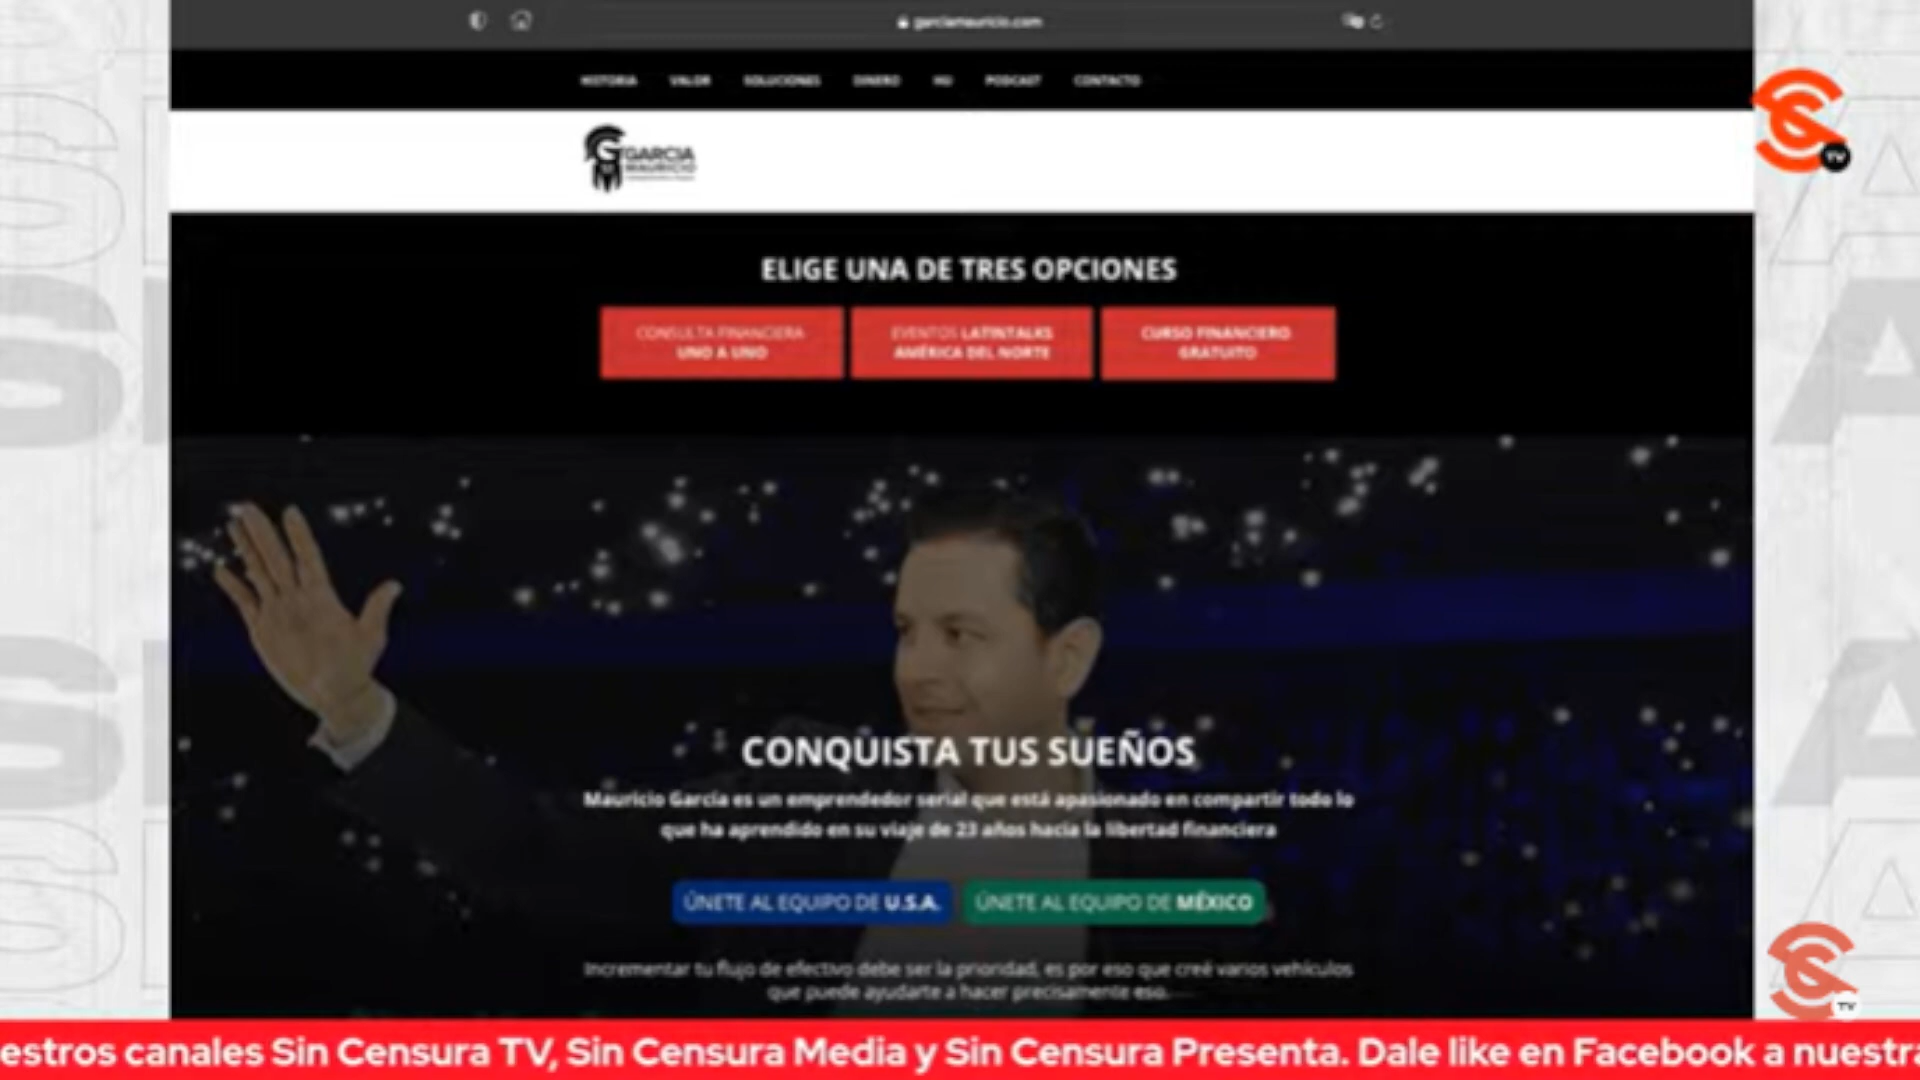 garciamauricio.com
HISTORIA VALOR SOLUCIONES DINERO HU PODCAST CONTACTO
GARCIA
MAURICIO
ELIGE UNA DE TRES OPCIONES
CONSULTA FINANCIERA
UNO A UNO
EVENTOS LATINTALKS
AMÉRICA DEL NORTE
CURSO FINANCIERO
GRATUITO
CONQUISTA TUS SUEÑOS
Mauricio García es un emprendedor serial que está apasionado en compartir todo lo
que ha aprendido en su viaje de 23 años hacia la libertad financiera
ÚNETE AL EQUIPO DE U.S.A.
ÚNETE AL EQUIPO DE MÉXICO
Incrementar tu flujo de efectivo debe ser la prioridad, es por eso que creé varios vehículos
que puede ayudarte a hacer precisamente eso.
TV
TV
estros canales Sin Censura TV, Sin Censura Media y Sin Censura Presenta. Dale like en Facebook a nuestra